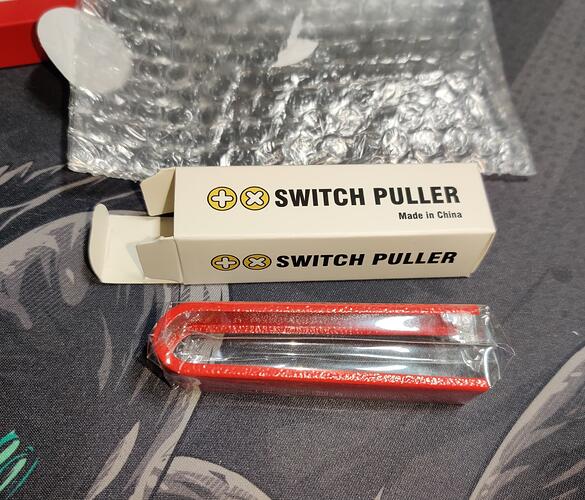 SWITCH PULLER
Made in China
SWITCH PULLER